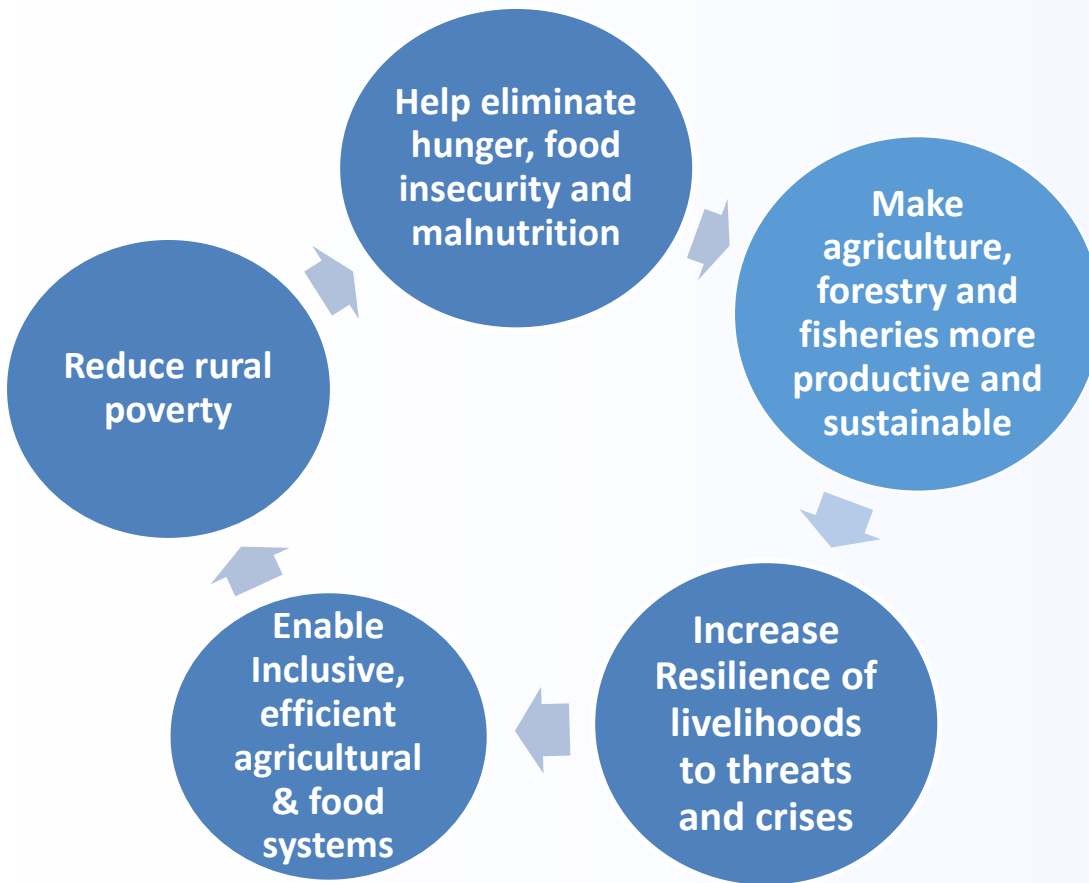 Help eliminate
hunger, food
insecurity and
malnutrition
Make
agriculture,
forestry and
fisheries more
productive and
sustainable
Increase
Resilience of
livelihoods
to threats
and crises
Enable
Inclusive,
efficient
agricultural
& food
systems
Reduce rural
poverty